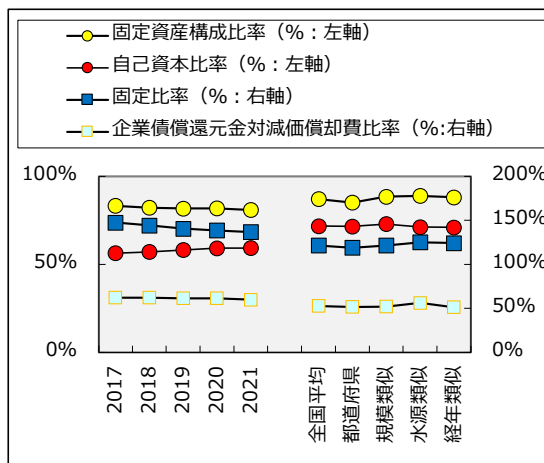 固定資産構成比率（%：左軸）
自己資本比率（%：左軸）
固定比率（%：右軸）
企業債償還元金対減価償却費比率（%:右軸）
100%
50%
0%
200%
150%
100%
50%
0%
2017
2018
2019
2020
2021
全国平均
都道府県
規模類似
水源類似
経年類似